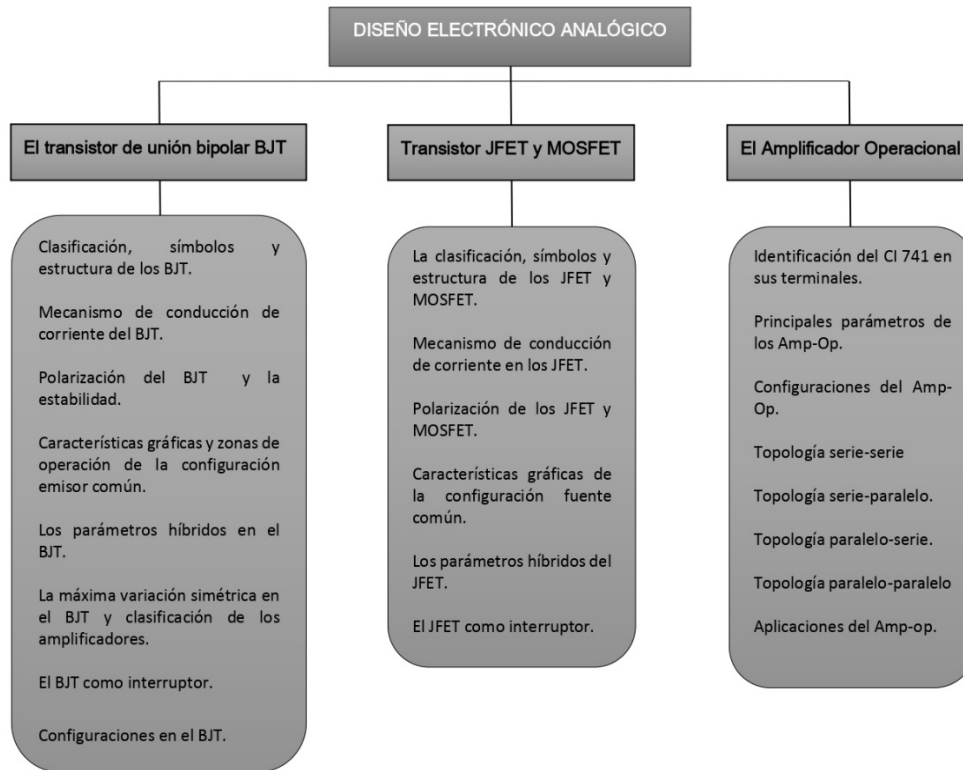 DISEÑO ELECTRÓNICO ANALÓGICO
El transistor de unión bipolar BJT
Clasificación, símbolos y
estructura de los BJT.
Mecanismo de conducción de
corriente del BJT.
Polarización del BJT y la
estabilidad.
Características gráficas y zonas de
operación de la configuración
emisor común.
Los parámetros híbridos en el
BJT.
La máxima variación simétrica en
el BJT y clasificación de los
amplificadores.
El BJT como interruptor.
Configuraciones en el BJT.
Transistor JFET y MOSFET
La clasificación, símbolos y
estructura de los JFET y
MOSFET.
Mecanismo de conducción
de corriente en los JFET.
Polarización de los JFET y
MOSFET.
Características gráficas de
la configuración fuente
común.
Los parámetros híbridos del
JFET.
El JFET como interruptor.
El Amplificador Operacional
Identificación del CI 741 en
sus terminales.
Principales parámetros de
los Amp-Op.
Configuraciones del Amp-
Op.
Topología serie-serie
Topología serie-paralelo.
Topología paralelo-serie.
Topología paralelo-paralelo
Aplicaciones del Amp-op.